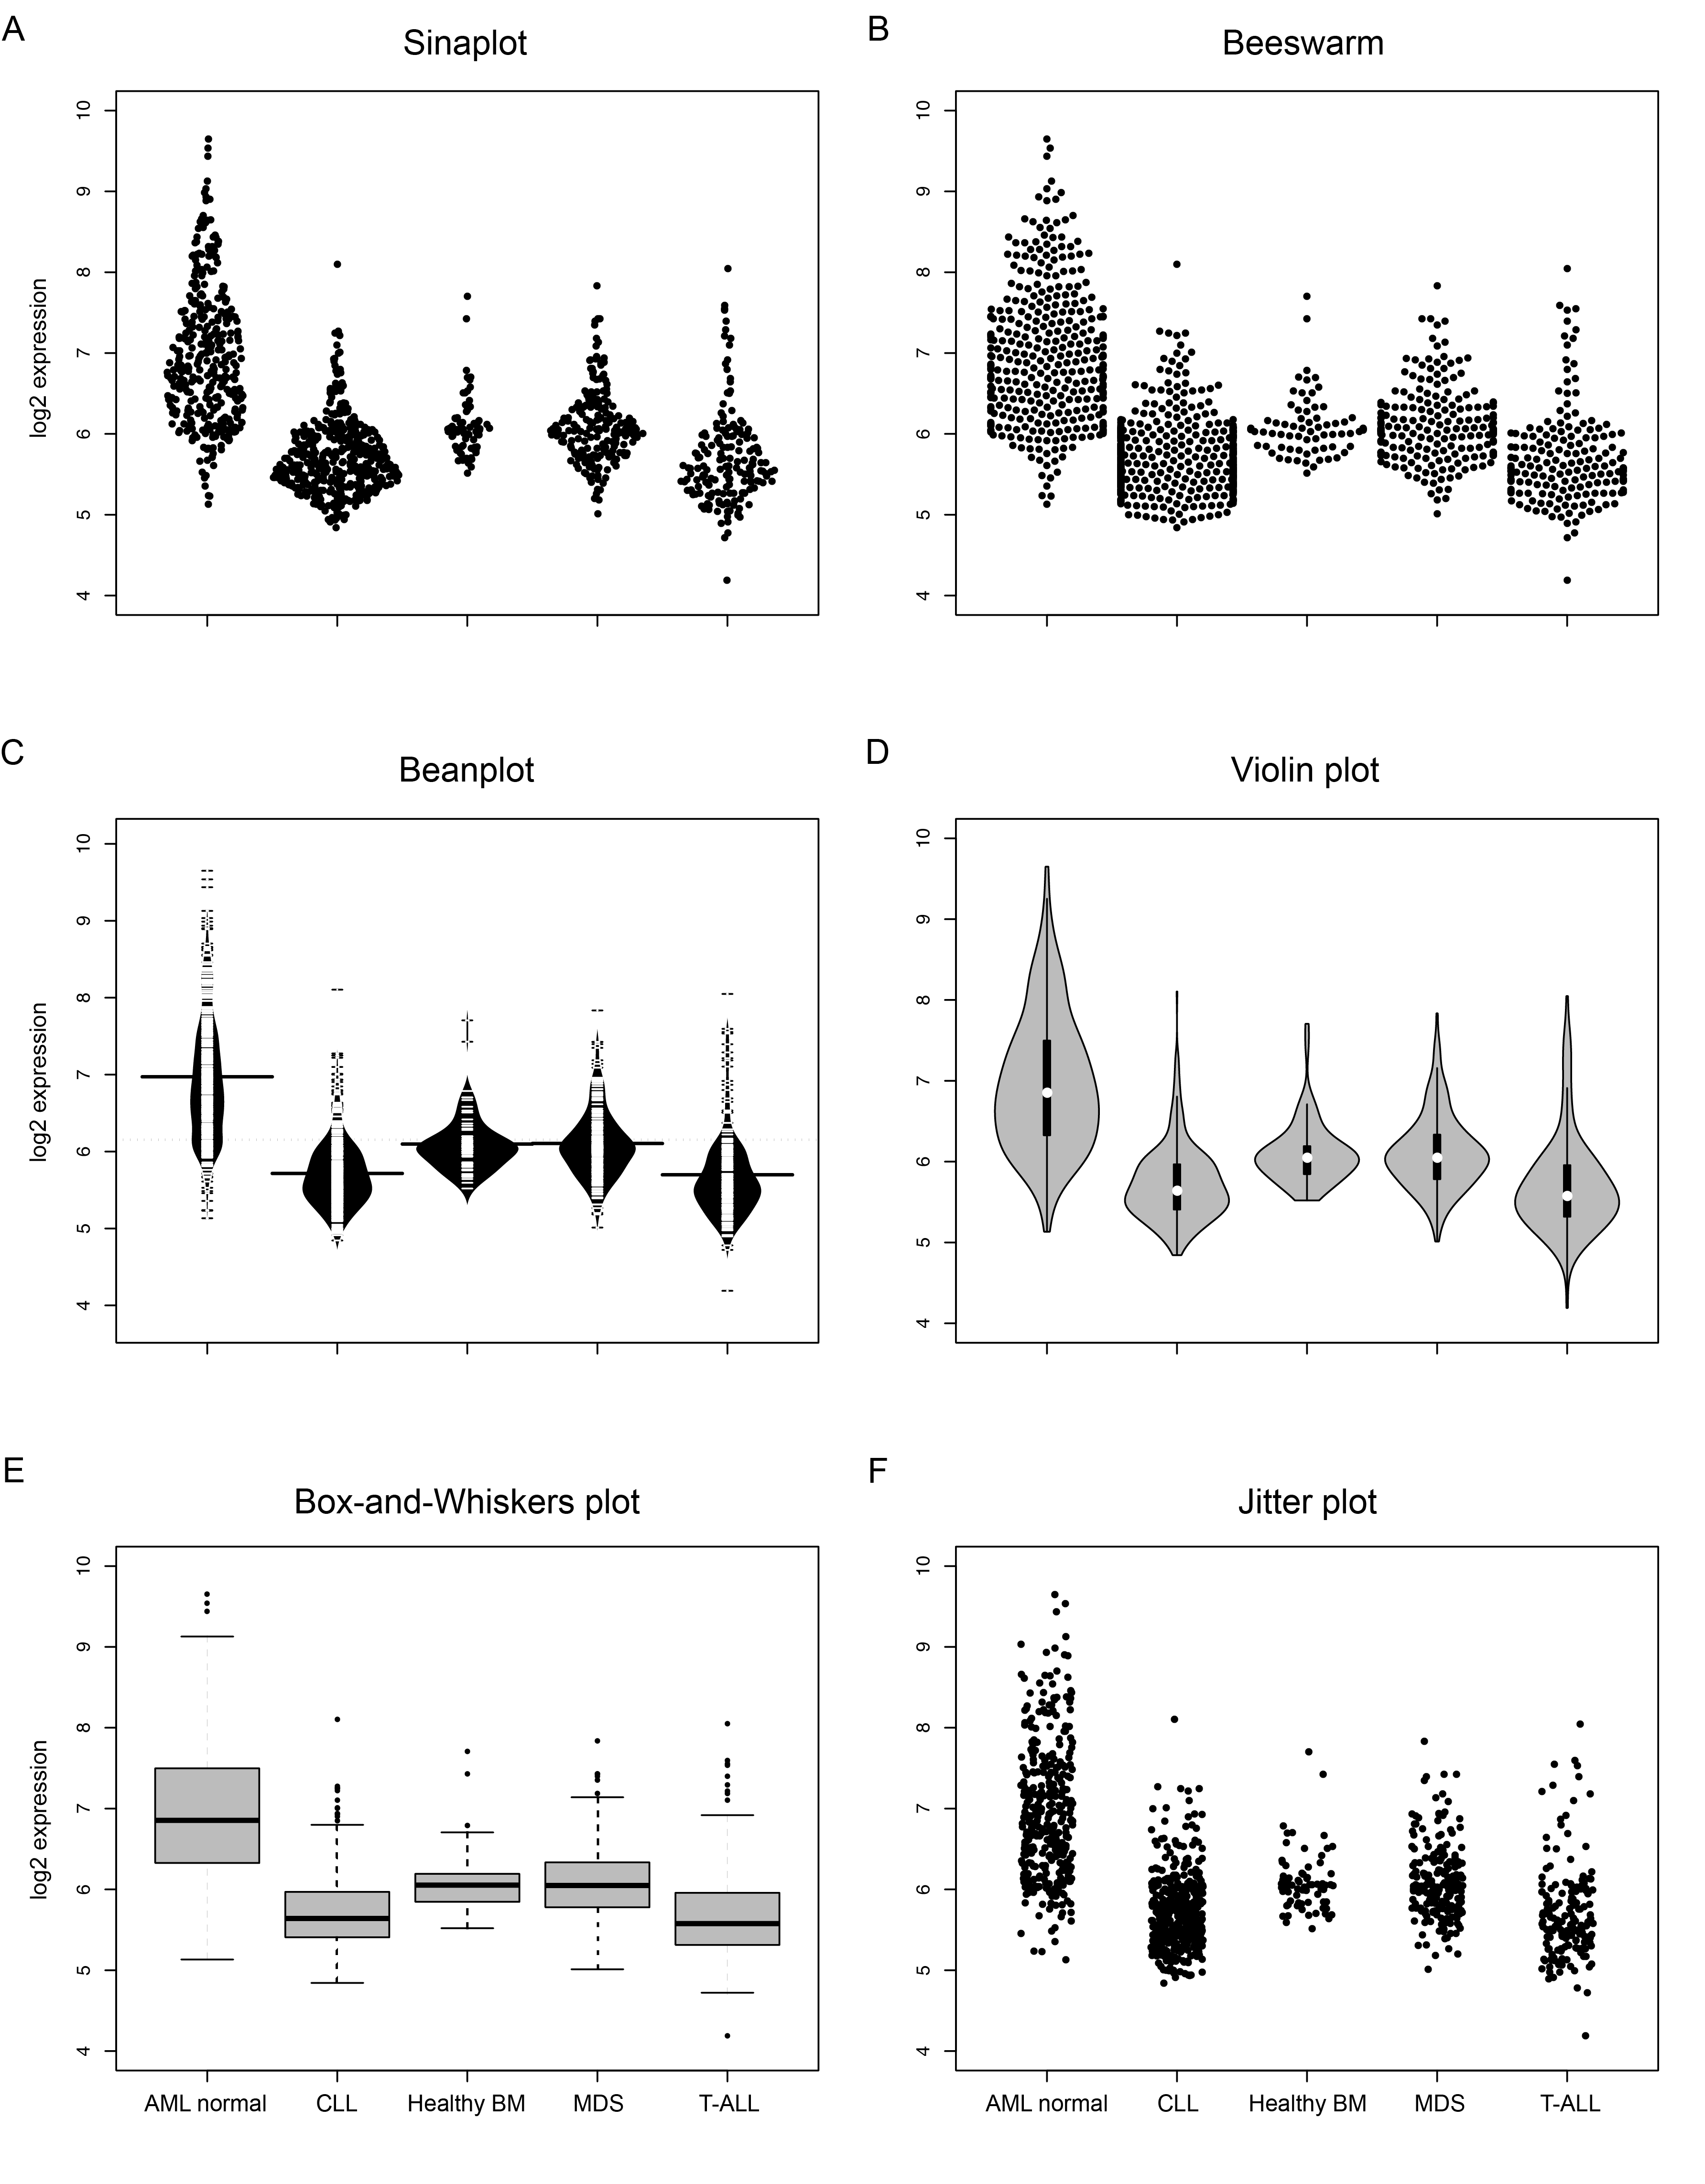 A
Sinaplot
B
Beeswarm
log2 expression
10
9
8
7
6
5
4
10
9
8
7
6
5
4
C
Beanplot
D
Violin plot
log2 expression
10
9
8
7
6
5
4
10
9
8
7
6
5
4
E
Box-and-Whiskers plot
F
Jitter plot
log2 expression
10
9
8
7
6
5
4
10
9
8
7
6
5
4
AML normal CLL Healthy BM MDS T-ALL
AML normal CLL Healthy BM MDS T-ALL